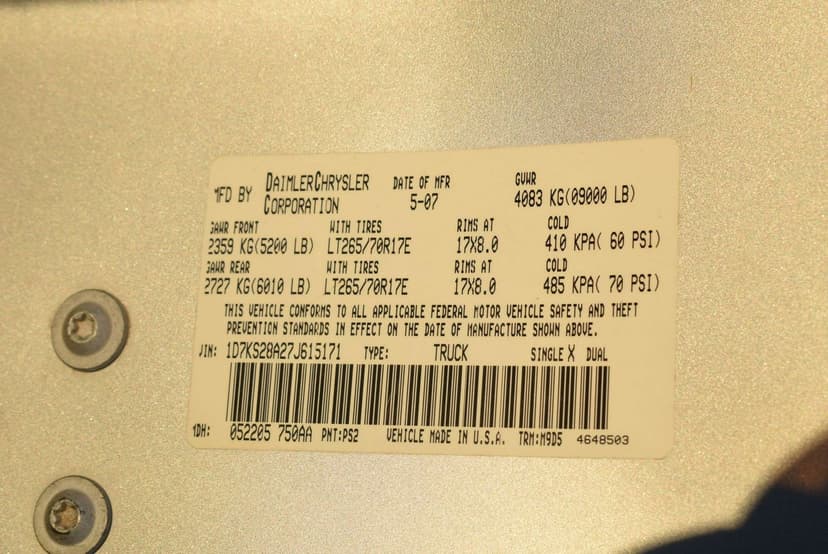 MFD BY DAIMLERCHRYSLER CORPORATION DATE OF MFR 5-07 GVWR 4083 KG(09000 LB)
GAWR FRONT WITH TIRES RIMS AT COLD
2359 KG(5200 LB) LT265/70R17E 17X8.0 410 KPA( 60 PSI)
GAWR REAR WITH TIRES RIMS AT COLD
2727 KG(6010 LB) LT265/70R17E 17X8.0 485 KPA( 70 PSI)
THIS VEHICLE CONFORMS TO ALL APPLICABLE FEDERAL MOTOR VEHICLE SAFETY AND THEFT
PREVENTION STANDARDS IN EFFECT ON THE DATE OF MANUFACTURE SHOWN ABOVE.
VIN: 1D7KS28A27J615171 TYPE: TRUCK SINGLE X DUAL
MDH: 052205 750AA PNT:PS2 VEHICLE MADE IN U.S.A. TRM:M9D5 4648503